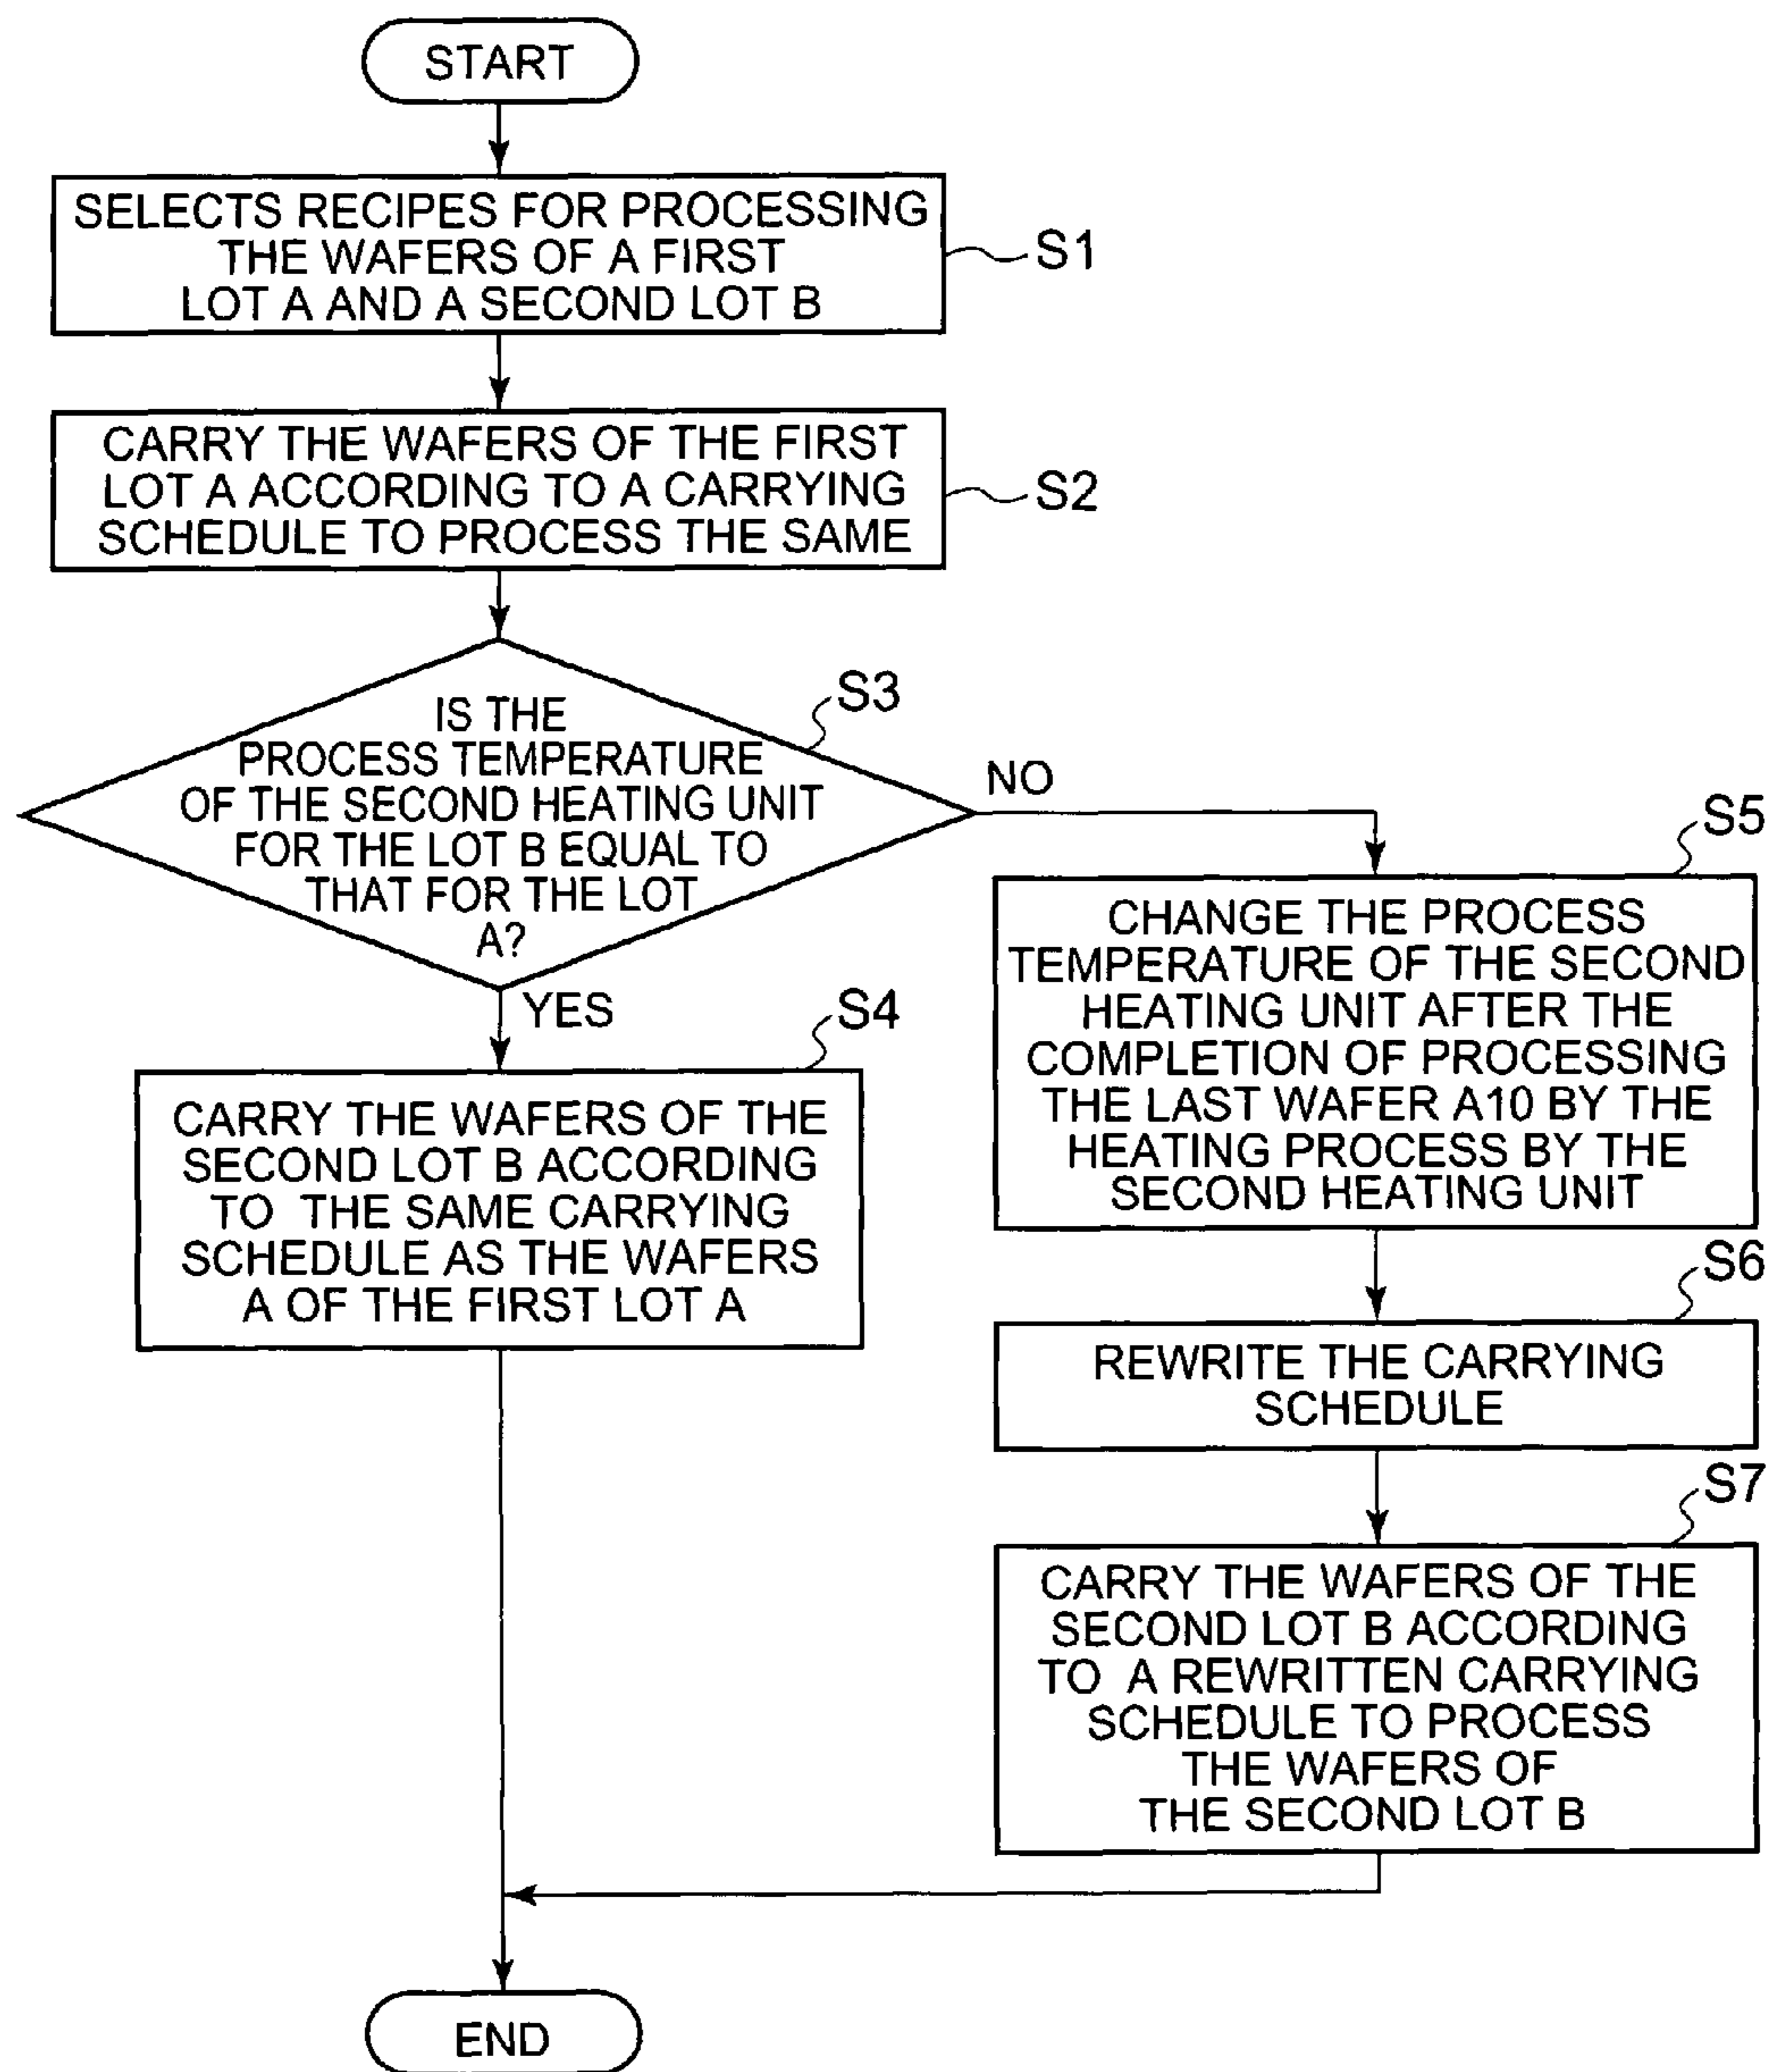 START
SELECTS RECIPES FOR PROCESSING
THE WAFERS OF A FIRST
LOT A AND A SECOND LOT B
S1
CARRY THE WAFERS OF THE FIRST
LOT A ACCORDING TO A CARRYING
SCHEDULE TO PROCESS THE SAME
S2
IS THE
PROCESS TEMPERATURE
OF THE SECOND HEATING UNIT
FOR THE LOT B EQUAL TO
THAT FOR THE LOT
A?
S3
NO
YES
S4
CARRY THE WAFERS OF THE
SECOND LOT B ACCORDING
TO THE SAME CARRYING
SCHEDULE AS THE WAFERS
A OF THE FIRST LOT A
S5
CHANGE THE PROCESS
TEMPERATURE OF THE SECOND
HEATING UNIT AFTER THE
COMPLETION OF PROCESSING
THE LAST WAFER A10 BY THE
HEATING PROCESS BY THE
SECOND HEATING UNIT
S6
REWRITE THE CARRYING
SCHEDULE
S7
CARRY THE WAFERS OF THE
SECOND LOT B ACCORDING
TO A REWRITTEN CARRYING
SCHEDULE TO PROCESS
THE WAFERS OF
THE SECOND LOT B
END